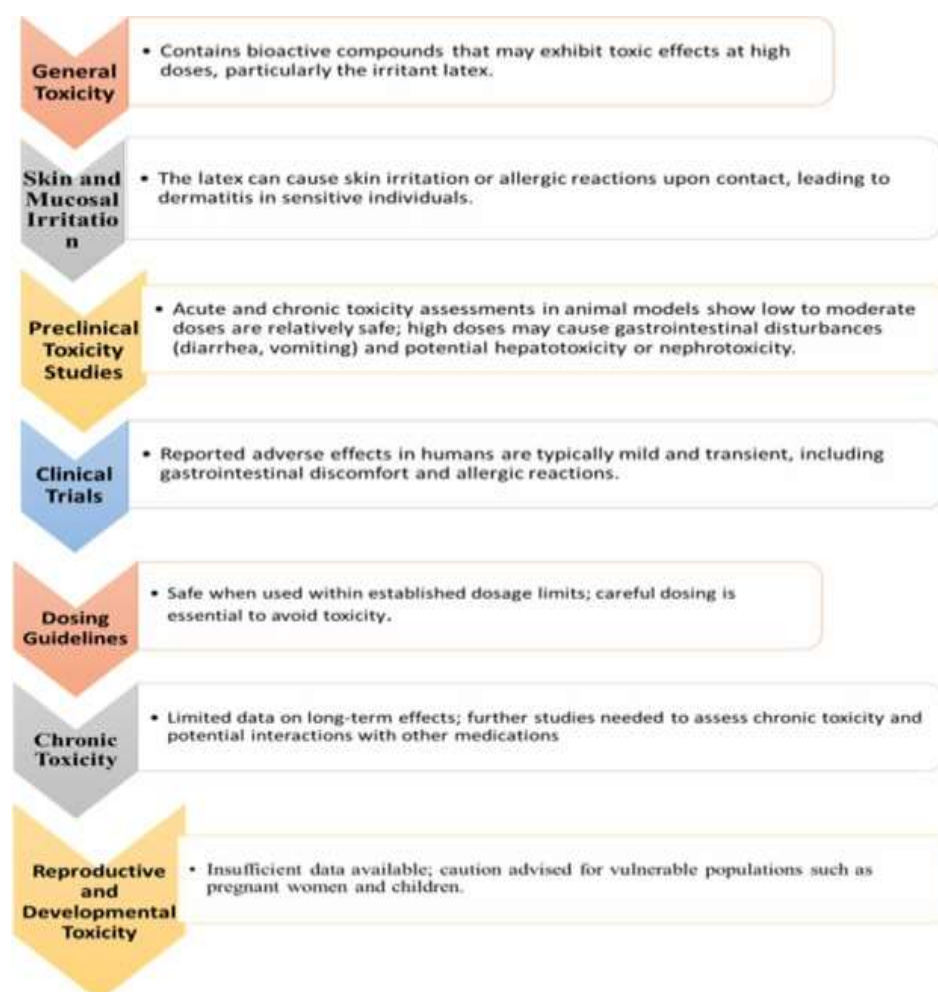 General
Toxicity
• Contains bioactive compounds that may exhibit toxic effects at high
doses, particularly the irritant latex.
Skin and
Mucosal
Irritatio
n
• The latex can cause skin irritation or allergic reactions upon contact, leading to
dermatitis in sensitive individuals.
Preclinical
Toxicity
Studies
• Acute and chronic toxicity assessments in animal models show low to moderate
doses are relatively safe; high doses may cause gastrointestinal disturbances
(diarrhea, vomiting) and potential hepatotoxicity or nephrotoxicity.
Clinical
Trials
• Reported adverse effects in humans are typically mild and transient, including
gastrointestinal discomfort and allergic reactions.
Dosing
Guidelines
• Safe when used within established dosage limits; careful dosing is
essential to avoid toxicity.
Chronic
Toxicity
• Limited data on long-term effects; further studies needed to assess chronic toxicity and
potential interactions with other medications
Reproductive
and
Developmental
Toxicity
• Insufficient data available; caution advised for vulnerable populations such as
pregnant women and children.